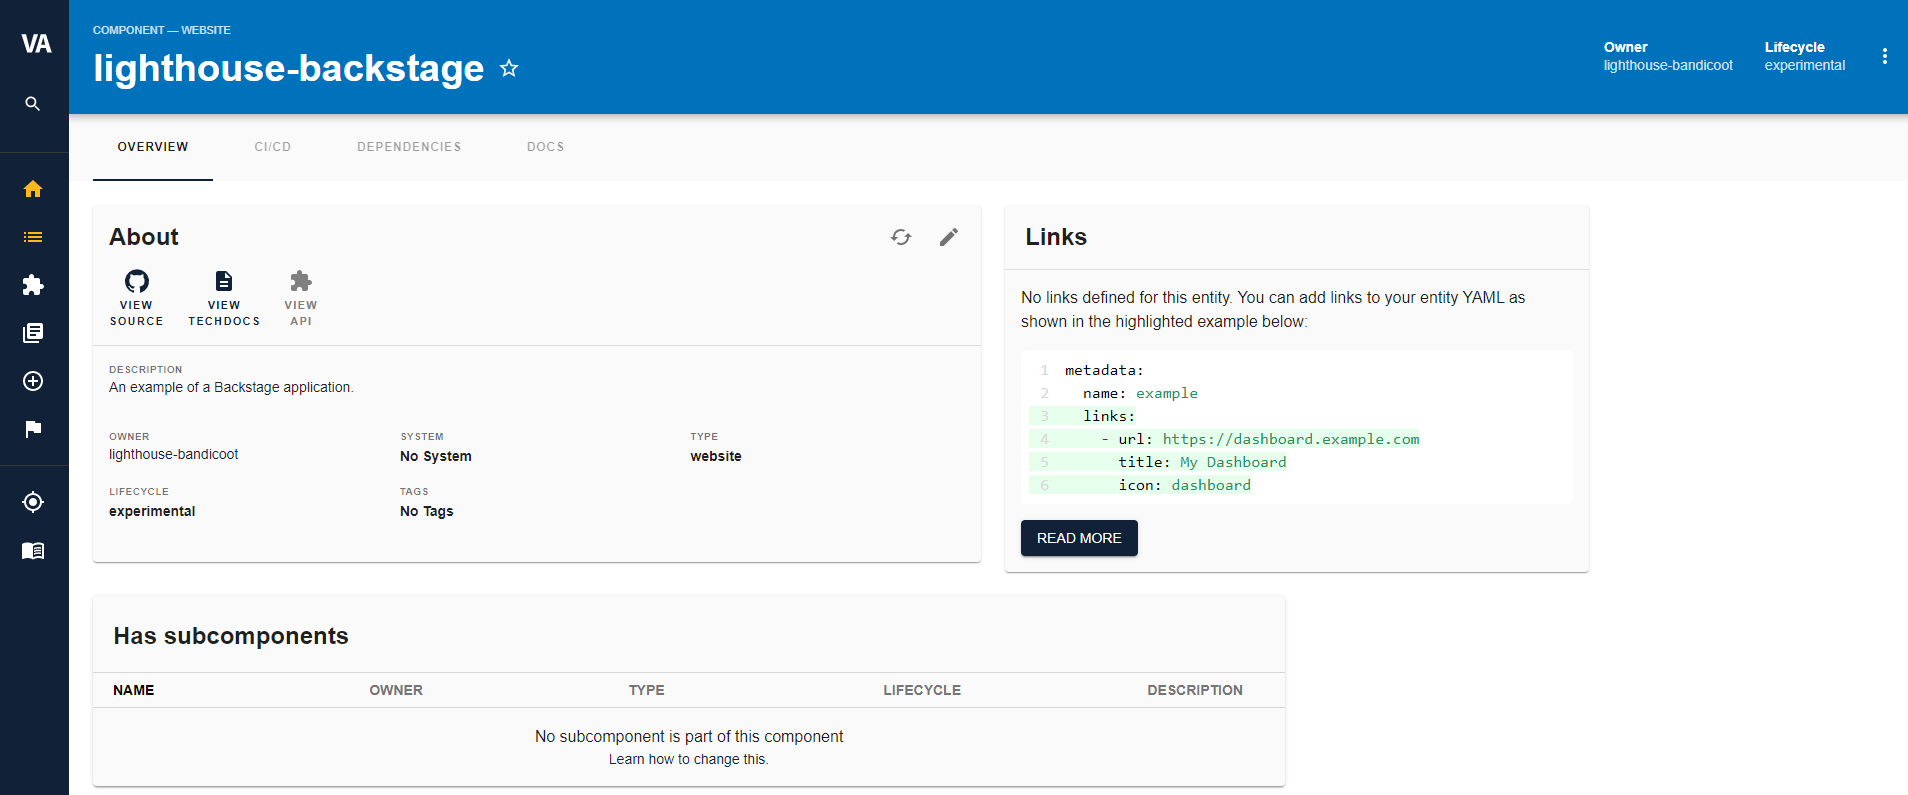 VA
COMPONENT — WEBSITE
lighthouse-backstage
Owner
lighthouse-bandicoot
Lifecycle
experimental
OVERVIEW
CI/CD
DEPENDENCIES
DOCS
About
VIEW
SOURCE
VIEW
TECHDOCS
VIEW
API
DESCRIPTION
An example of a Backstage application.
OWNER
lighthouse-bandicoot
SYSTEM
No System
TYPE
website
LIFECYCLE
experimental
TAGS
No Tags
Links
No links defined for this entity. You can add links to your entity YAML as
shown in the highlighted example below:
1 metadata:
2 name: example
3 links:
4 - url: https://dashboard.example.com
5 title: My Dashboard
6 icon: dashboard
READ MORE
Has subcomponents
NAME OWNER TYPE LIFECYCLE DESCRIPTION
No subcomponent is part of this component
Learn how to change this.